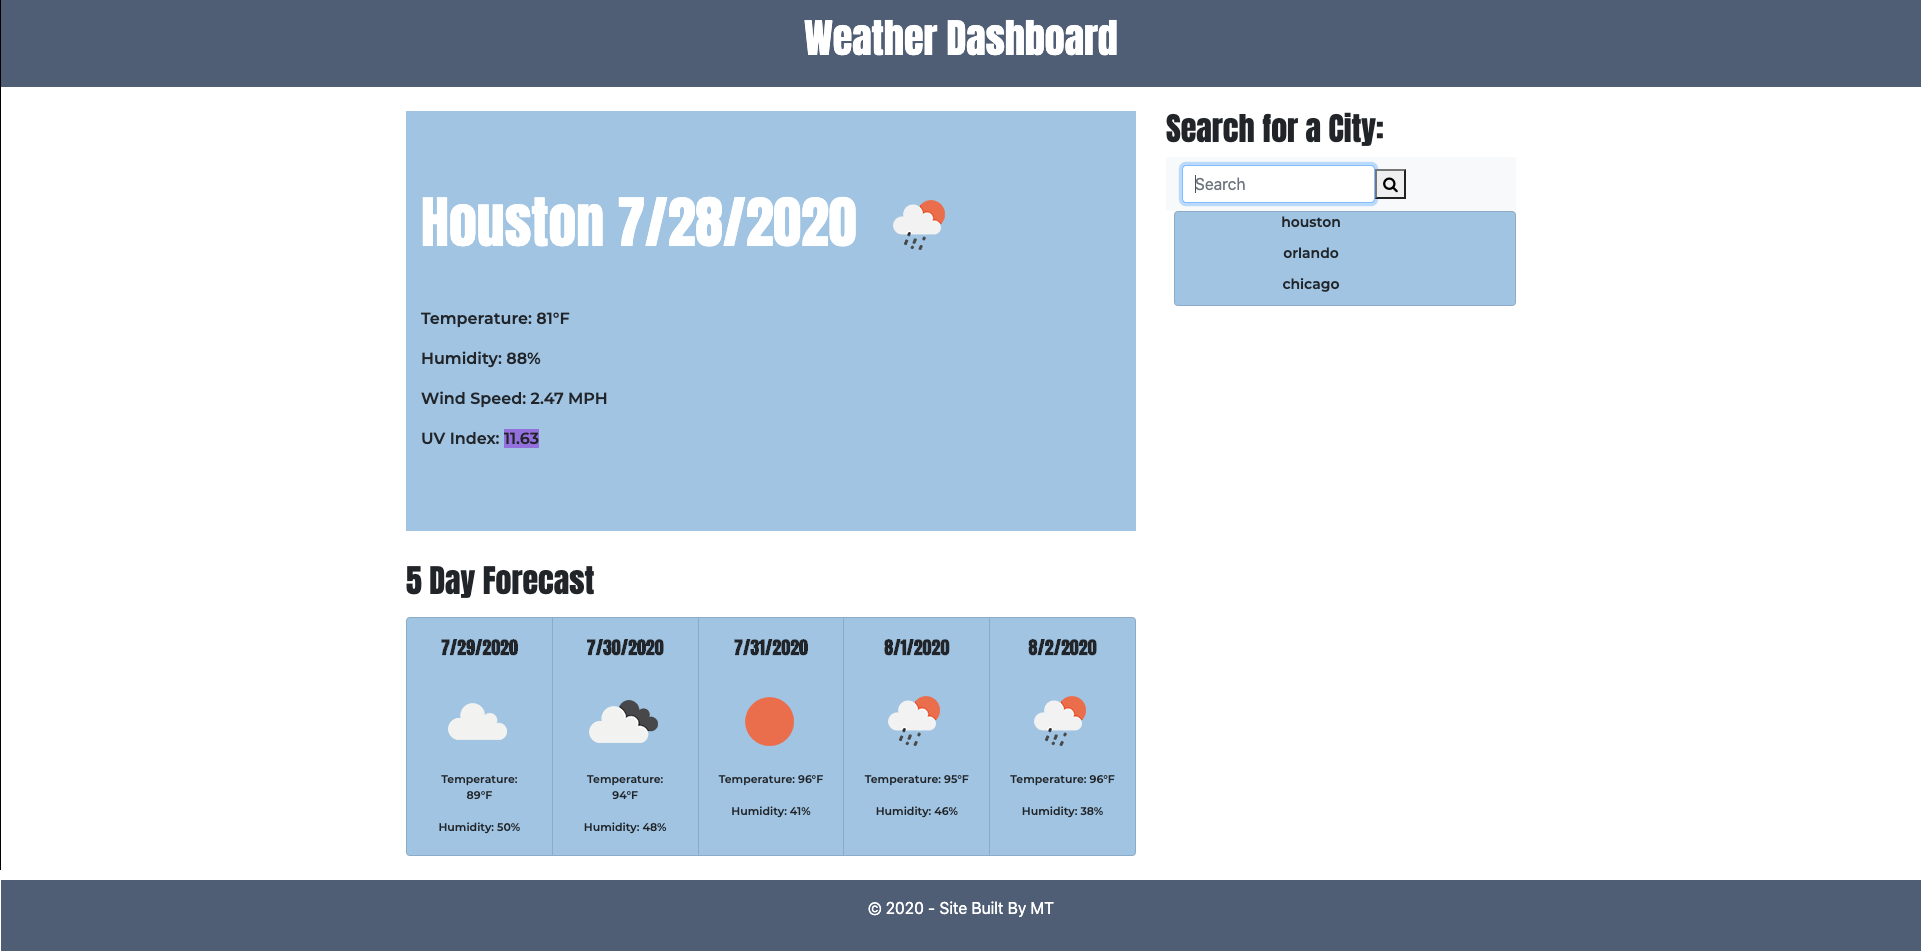 Weather Dashboard
Houston 7/28/2020
Temperature: 81°F
Humidity: 88%
Wind Speed: 2.47 MPH
UV Index: 11.63
Search for a City:
Search
houston
orlando
chicago
5 Day Forecast
7/29/2020
Temperature:
89°F
Humidity: 50%
7/30/2020
Temperature:
94°F
Humidity: 48%
7/31/2020
Temperature: 96°F
Humidity: 41%
8/1/2020
Temperature: 95°F
Humidity: 46%
8/2/2020
Temperature: 96°F
Humidity: 38%
© 2020 - Site Built By MT